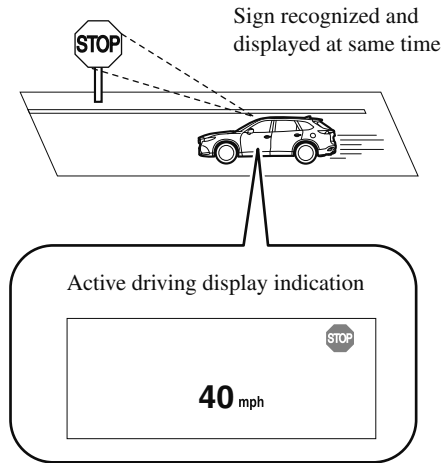 Sign recognized and
displayed at same time
STOP
Active driving display indication
STOP
40 mph